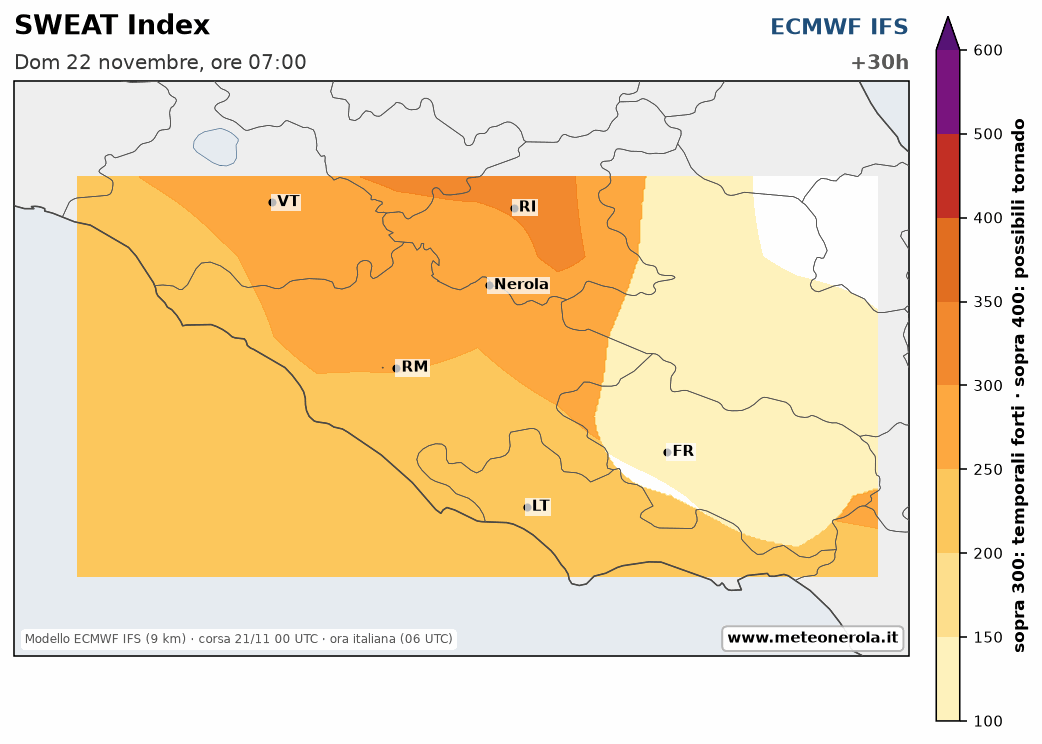 SWEAT Index
ECMWF IFS
Dom 22 novembre, ore 07:00
+30h
VT
RI
Nerola
RM
FR
LT
Modello ECMWF IFS (9 km) · corsa 21/11 00 UTC · ora italiana (06 UTC)
www.meteonerola.it
600
500
400
350
300
250
200
150
100
sopra 300: temporali forti · sopra 400: possibili tornado